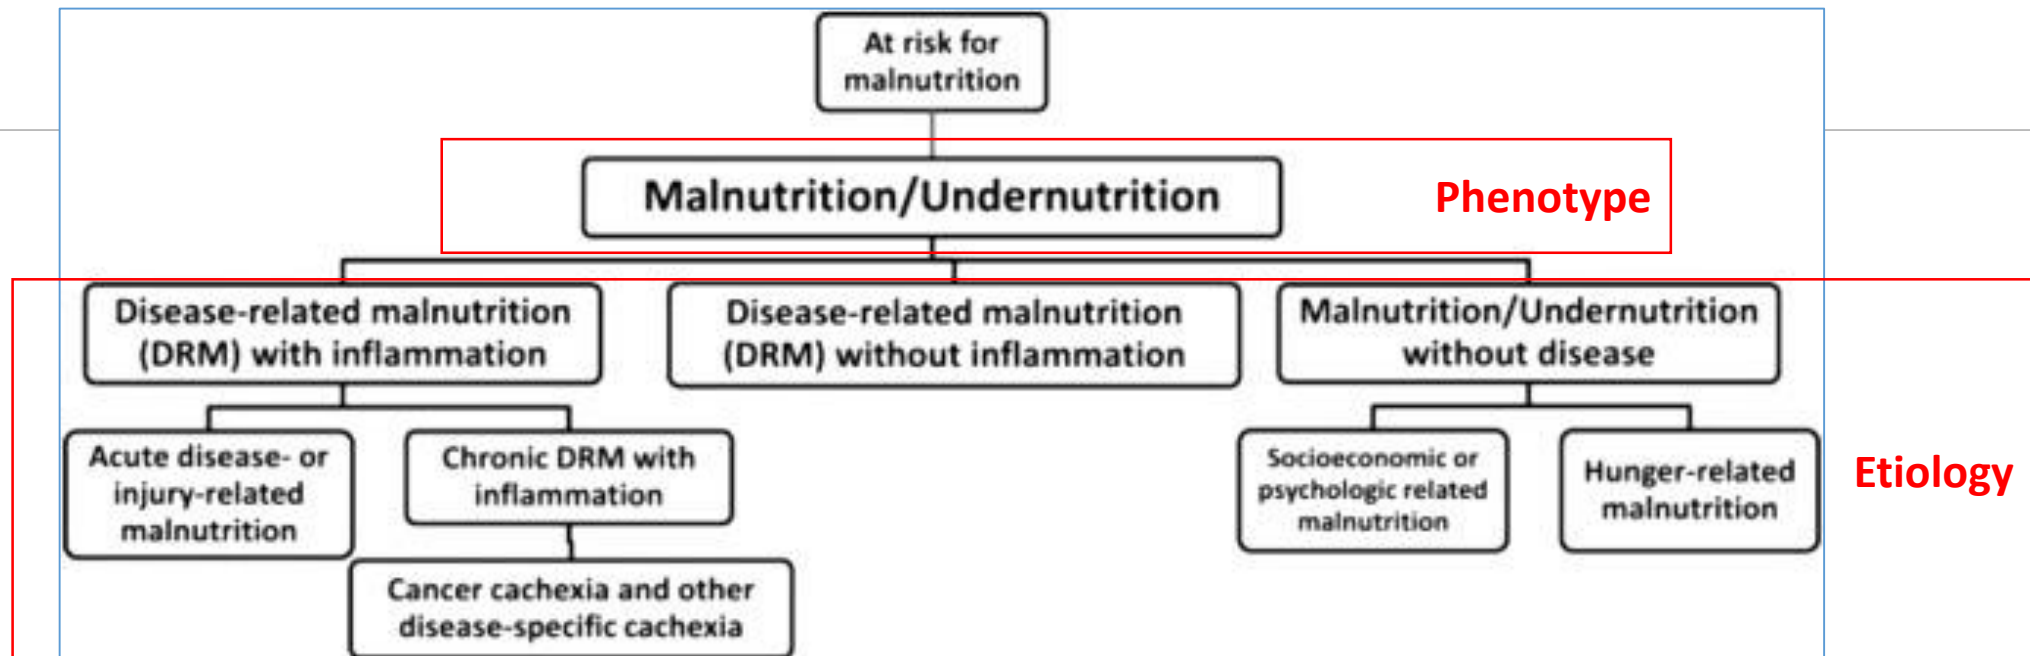 At risk for
malnutrition
Malnutrition/Undernutrition
Phenotype
Disease-related malnutrition
(DRM) with inflammation
Disease-related malnutrition
(DRM) without inflammation
Malnutrition/Undernutrition
without disease
Acute disease- or
injury-related
malnutrition
Chronic DRM with
inflammation
Socioeconomic or
psychologic related
malnutrition
Hunger-related
malnutrition
Etiology
Cancer cachexia and other
disease-specific cachexia